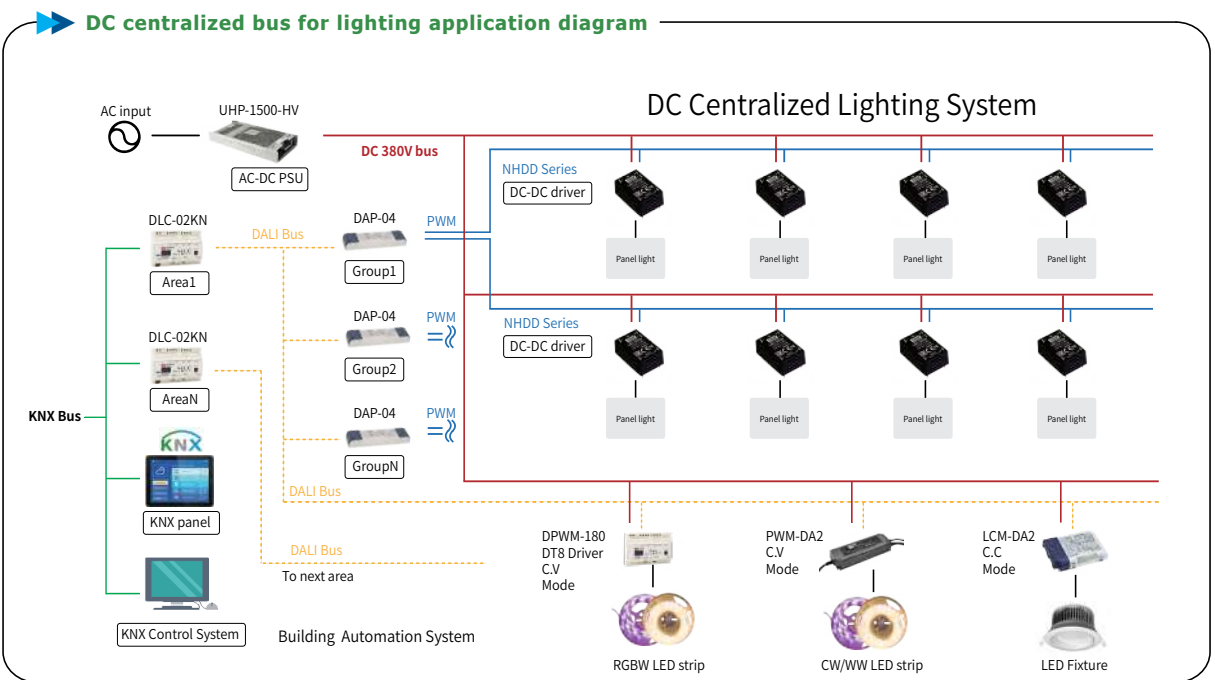 DC centralized bus for lighting application diagram
DC Centralized Lighting System
AC input
UHP-1500-HV
AC-DC PSU
DC 380V bus
NHDD Series
DC-DC driver
Panel light
Panel light
Panel light
Panel light
DLC-02KN
Area1
DALI Bus
DAP-04
PWM
Group1
NHDD Series
DC-DC driver
Panel light
Panel light
Panel light
Panel light
DLC-02KN
AreaN
DAP-04
PWM
Group2
DAP-04
PWM
GroupN
KNX Bus
KNX
KNX panel
DALI Bus
DALI Bus
To next area
KNX Control System
Building Automation System
DPWM-180
DT8 Driver
C.V
Mode
RGBW LED strip
PWM-DA2
C.V
Mode
CW/WW LED strip
LCM-DA2
C.C
Mode
LED Fixture